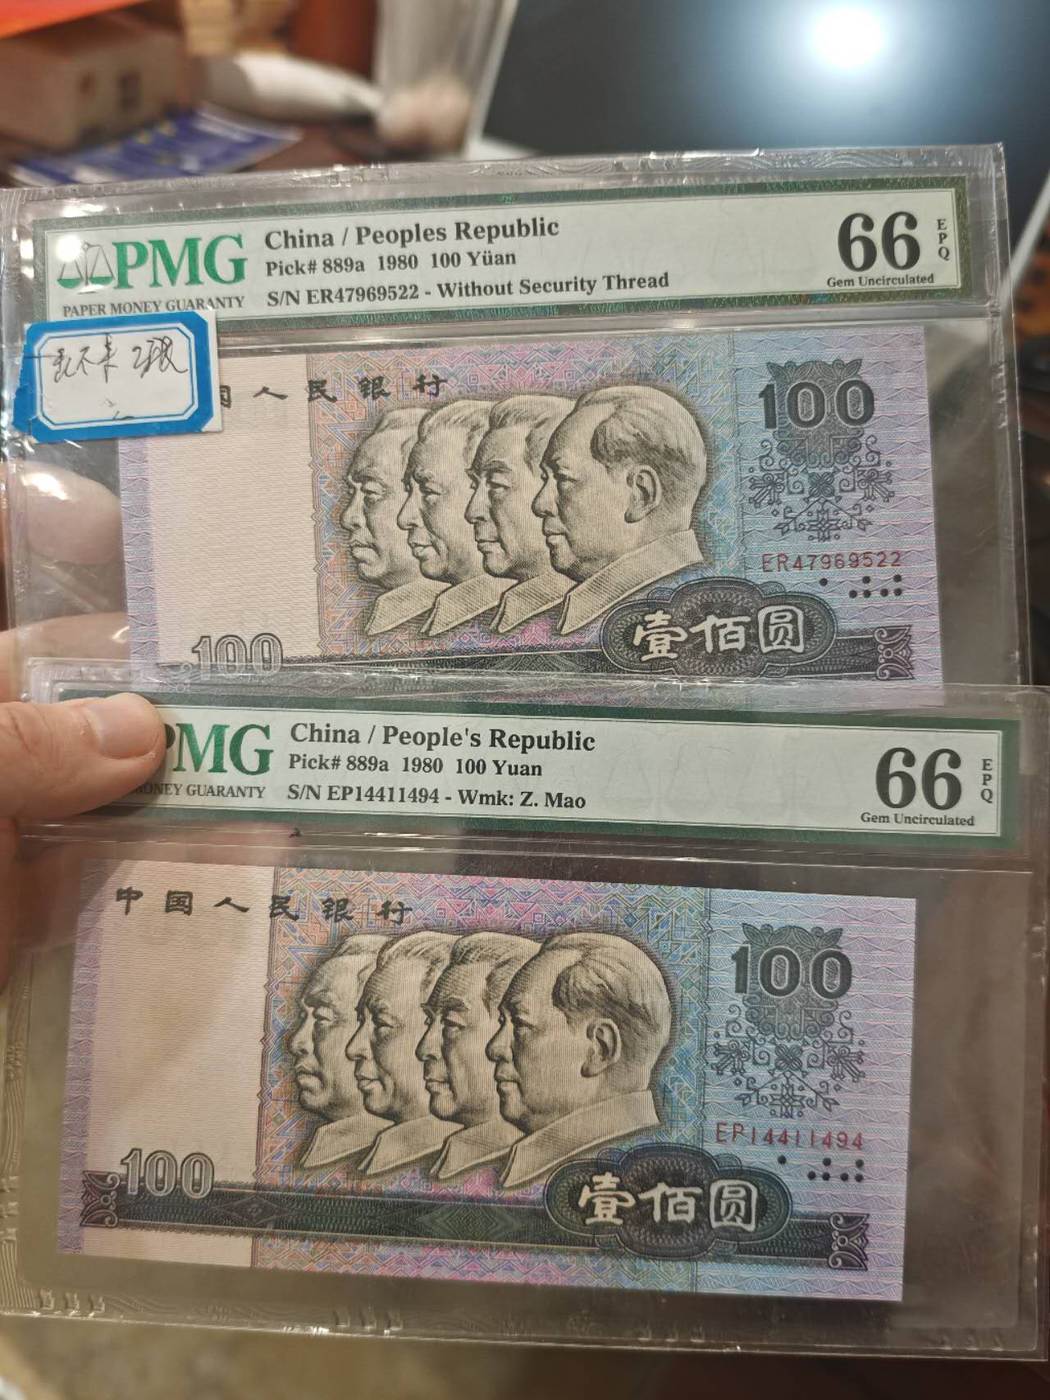 PMG
PAPER MONEY GUARANTY
China / Peoples Republic
Pick# 889a 1980 100 Yüan
S/N ER47969522 - Without Security Thread
66
EPQ
Gem Uncirculated
国人民银行
100
ER47969522
壹佰圆
100
PMG
MONEY GUARANTY
China / People's Republic
Pick# 889a 1980 100 Yuan
S/N EP14411494 - Wmk: Z. Mao
66
EPQ
Gem Uncirculated
中国人民银行
100
EP14411494
100
壹佰圆